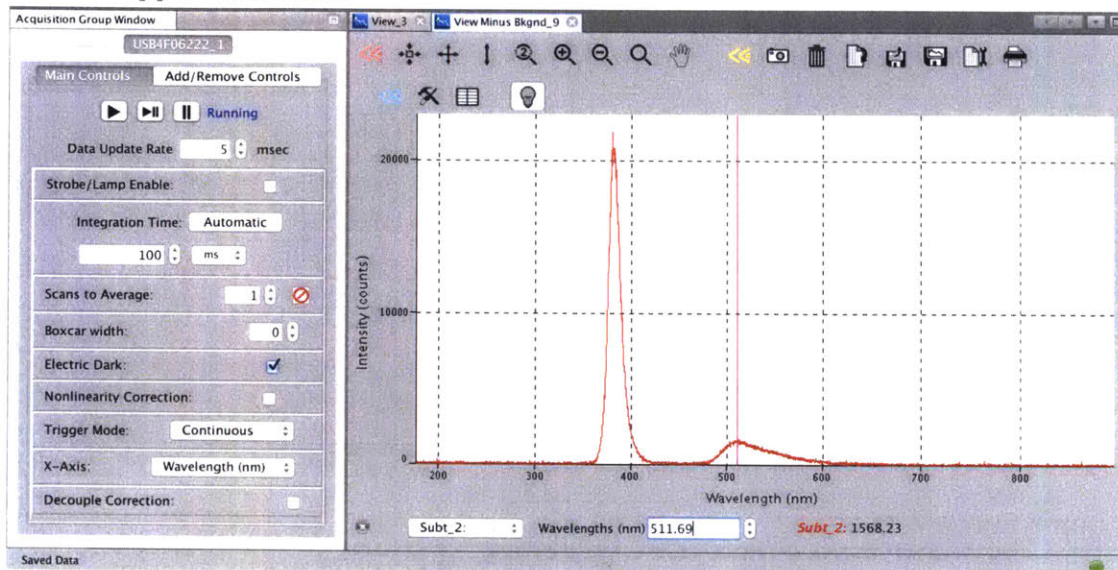 Acquisition Group Window
USB4F06222_1
Main Controls
Add/Remove Controls
Running
Data Update Rate 5 msec
Strobe/Lamp Enable:
Integration Time: Automatic
100 ms
Scans to Average: 1
Boxcar width: 0
Electric Dark:
Nonlinearity Correction:
Trigger Mode: Continuous
X-Axis: Wavelength (nm)
Decouple Correction:
Saved Data
View_3
View Minus Bkgnd_9
Intensity (counts)
20000
10000
0
200 300 400 500 600 700 800
Wavelength (nm)
Subt_2: Wavelengths (nm) 511.69 Subt_2: 1568.23